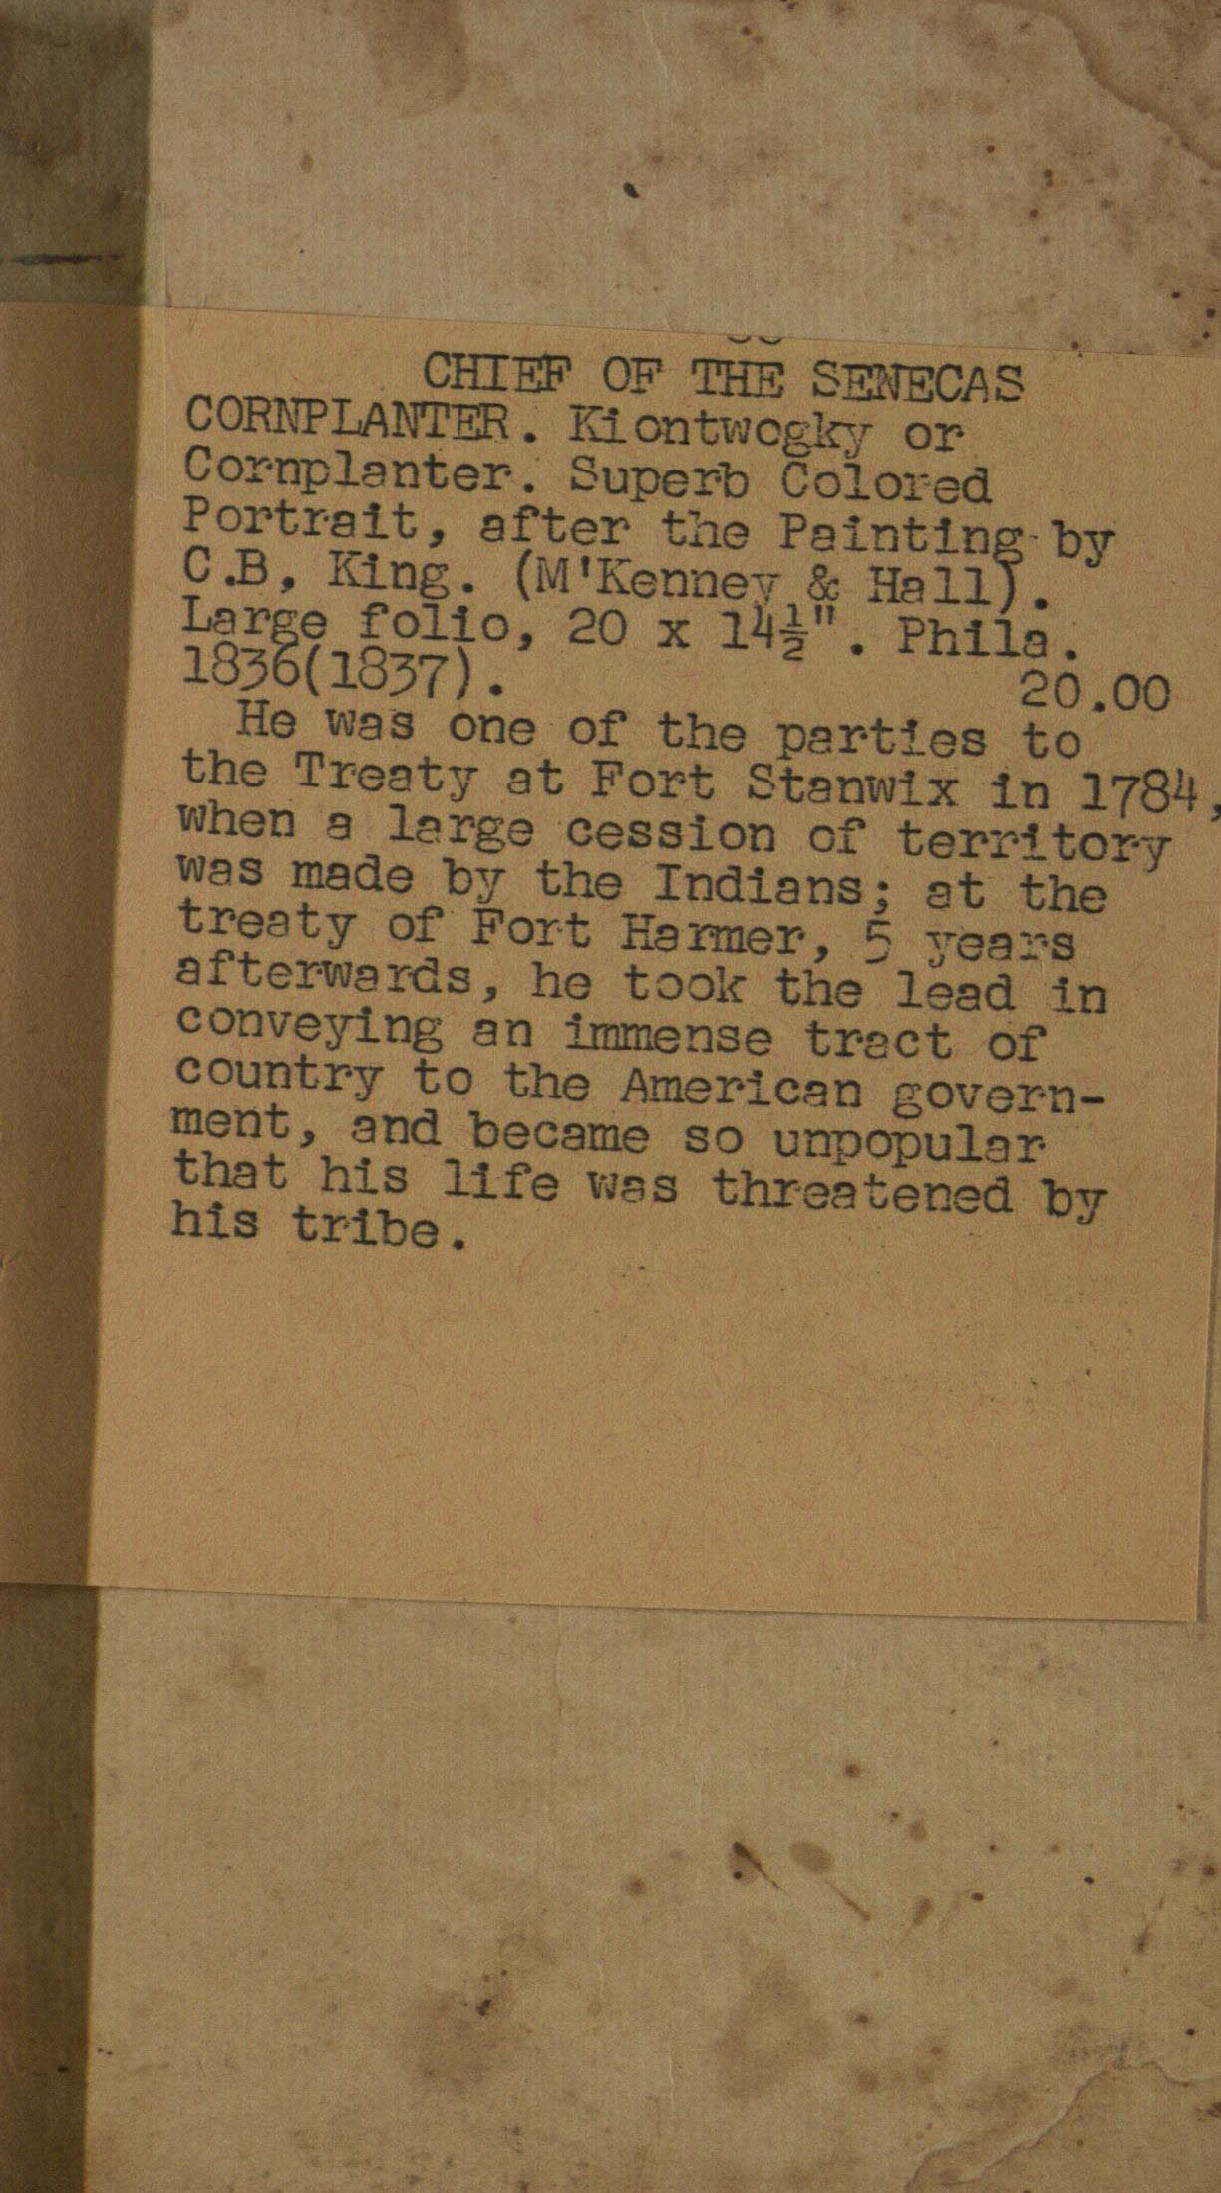 CHIEF OF THE SENECAS
CORNPLANTER. Kiontwogky or
Cornplanter. Superb Colored
Portrait, after the Painting by
C.B. King. (M'Kenney & Hall).
Large folio, 20 x 14½". Phila.
1836(1837). 20.00
He was one of the parties to
the Treaty at Fort Stanwix in 1784,
when a large cession of territory
was made by the Indians; at the
treaty of Fort Harmer, 5 years
afterwards, he took the lead in
conveying an immense tract of
country to the American govern-
ment, and became so unpopular
that his life was threatened by
his tribe.